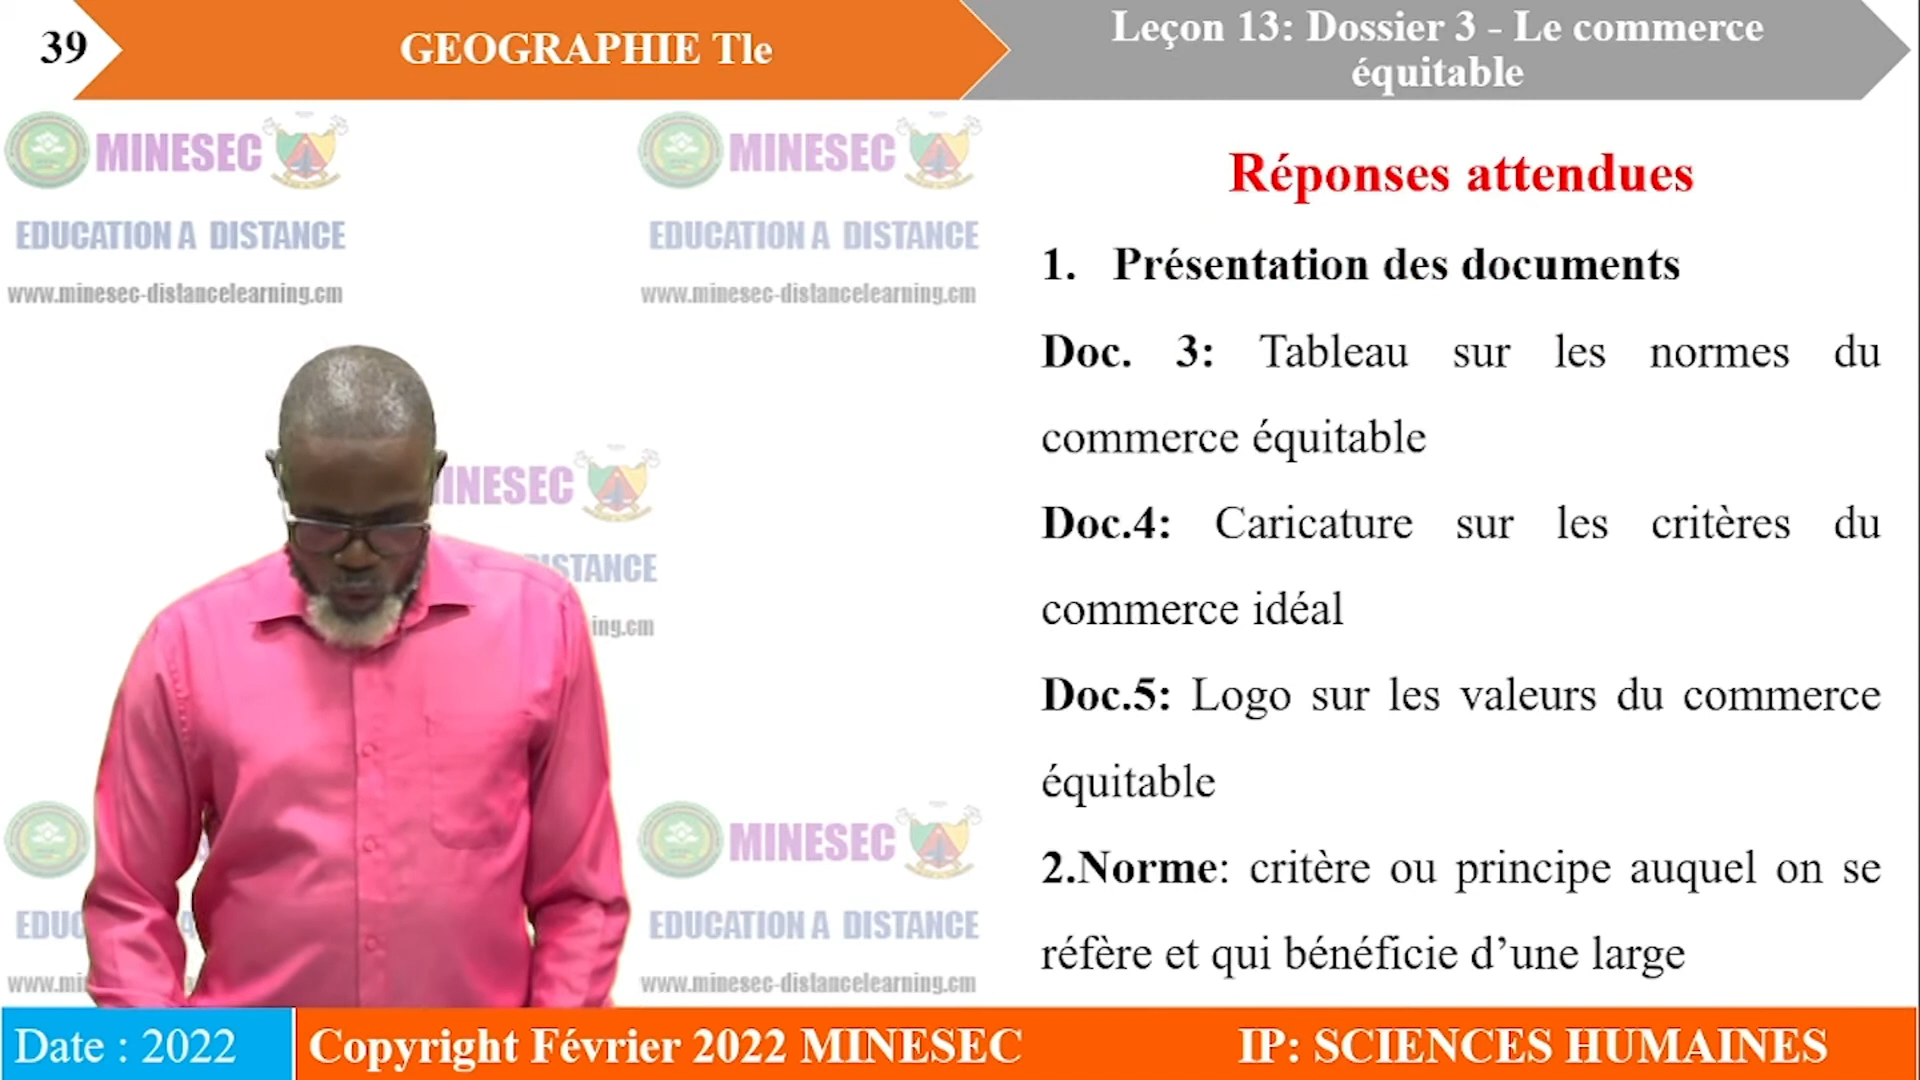 39
GEOGRAPHIE Tle
Leçon 13: Dossier 3 - Le commerce
équitable
MINESEC
EDUCATION A DISTANCE
www.minesec-distancelearning.cm
MINESEC
EDUCATION A DISTANCE
www.minesec-distancelearning.cm
Réponses attendues
1. Présentation des documents
Doc. 3: Tableau sur les normes du
commerce équitable
Doc.4: Caricature sur les critères du
commerce idéal
Doc.5: Logo sur les valeurs du commerce
équitable
2.Norme: critère ou principe auquel on se
réfère et qui bénéficie d’une large
INESEC
ISTANCE
ing.cm
EDUC A
www.mi
MINESEC
EDUCATION A DISTANCE
www.minesec-distancelearning.cm
Date : 2022
Copyright Février 2022 MINESEC
IP: SCIENCES HUMAINES